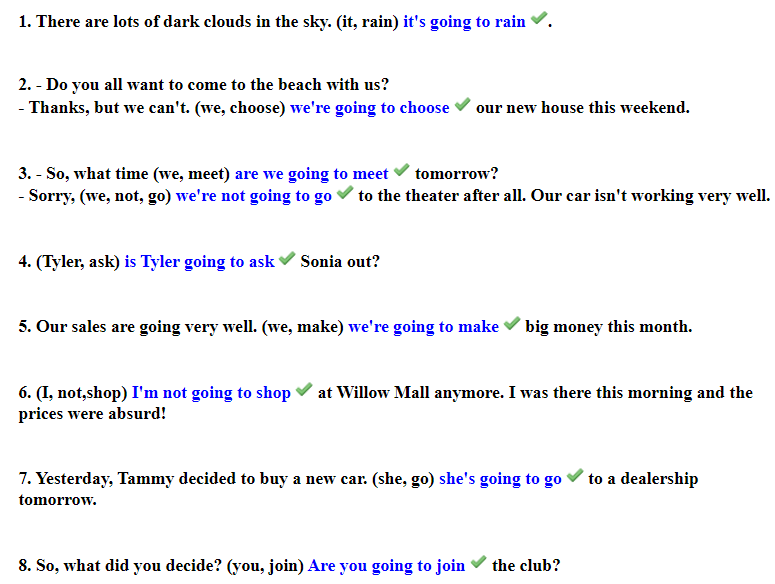 1. There are lots of dark clouds in the sky. (it, rain) it's going to rain ✔.
2. - Do you all want to come to the beach with us?
- Thanks, but we can't. (we, choose) we're going to choose ✔ our new house this weekend.
3. - So, what time (we, meet) are we going to meet ✔ tomorrow?
- Sorry, (we, not, go) we're not going to go ✔ to the theater after all. Our car isn't working very well.
4. (Tyler, ask) is Tyler going to ask ✔ Sonia out?
5. Our sales are going very well. (we, make) we're going to make ✔ big money this month.
6. (I, not,shop) I'm not going to shop ✔ at Willow Mall anymore. I was there this morning and the
prices were absurd!
7. Yesterday, Tammy decided to buy a new car. (she, go) she's going to go ✔ to a dealership
tomorrow.
8. So, what did you decide? (you, join) Are you going to join ✔ the club?